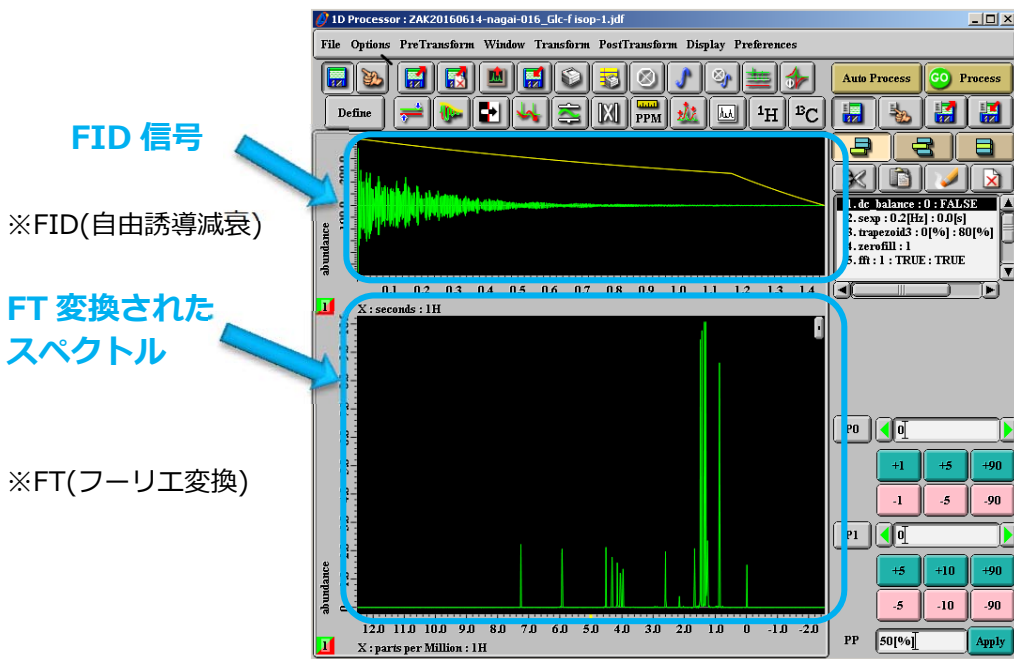 1D Processor : ZAK20160614-nagai-016_Glc-f isop-1.jdf
File Options PreTransform Window Transform PostTransform Display Preferences
Auto Process
GO Process
Define
PPM
1H
13C
FID 信号
※FID(自由誘導減衰)
abundance
100.0 200.0
0.1 0.2 0.3 0.4 0.5 0.6 0.7 0.8 0.9 1.0 1.1 1.2 1.3 1.4
1
X : seconds : 1H
1. dc_balance : 0 : FALSE
2. sexp : 0.2[Hz] : 0.0[s]
3. trapezoid3 : 0[%] : 80[%]
4. zerofill : 1
5. fft : 1 : TRUE : TRUE
FT 変換された
スペクトル
※FT(フーリエ変換)
abundance
0
12.0 11.0 10.0 9.0 8.0 7.0 6.0 5.0 4.0 3.0 2.0 1.0 0 -1.0 -2.0
1
X : parts per Million : 1H
P0
0
+1 +5 +90
-1 -5 -90
P1
0
+5 +10 +90
-5 -10 -90
PP
50[%]
Apply